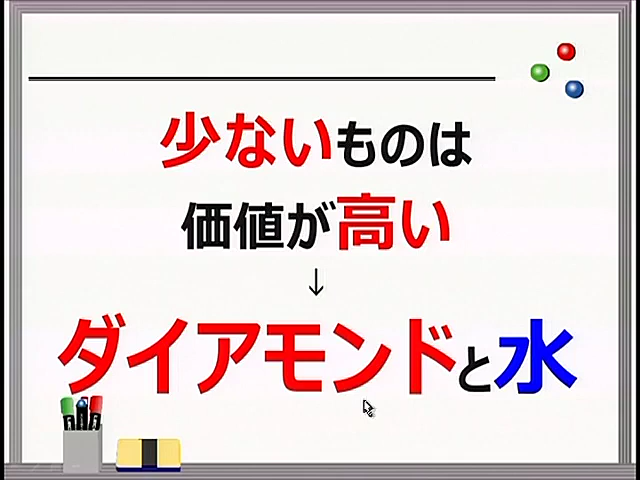 少ないものは
価値が高い
↓
ダイアモンドと水